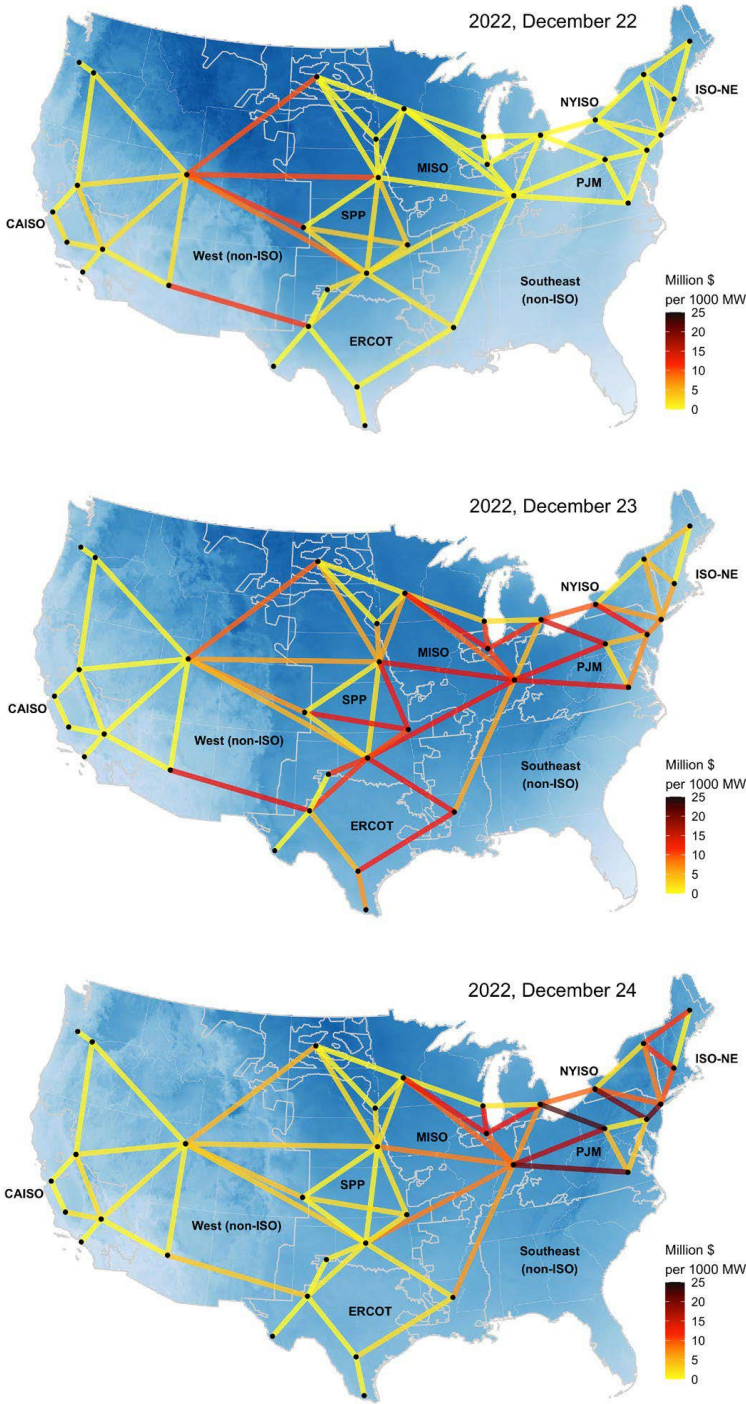 2022, December 22
ISO-NE
NYISO
MISO
PJM
SPP
CAISO
West (non-ISO)
Southeast
(non-ISO)
ERCOT
Million $
per 1000 MW
25
20
15
10
5
0
2022, December 23
ISO-NE
NYISO
MISO
PJM
SPP
CAISO
West (non-ISO)
Southeast
(non-ISO)
ERCOT
Million $
per 1000 MW
25
20
15
10
5
0
2022, December 24
ISO-NE
NYISO
MISO
PJM
SPP
CAISO
West (non-ISO)
Southeast
(non-ISO)
ERCOT
Million $
per 1000 MW
25
20
15
10
5
0